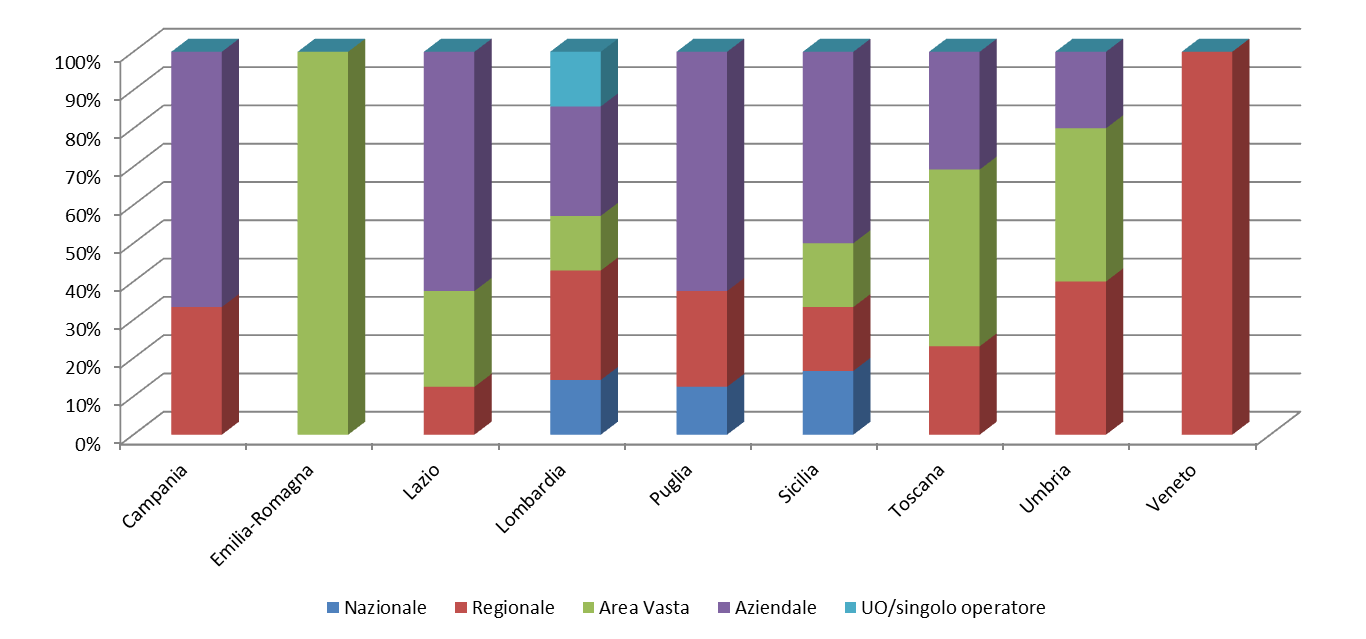 100%
90%
80%
70%
60%
50%
40%
30%
20%
10%
0%
Campania
Emilia-Romagna
Lazio
Lombardia
Puglia
Sicilia
Toscana
Umbria
Veneto
Nazionale Regionale Area Vasta Aziendale UO/singolo operatore